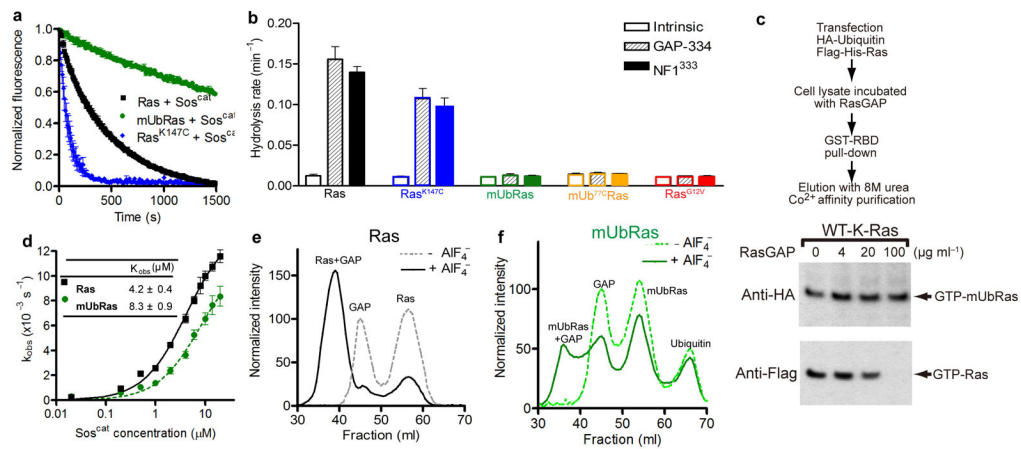 a
Normalized fluorescence
1.0
0.8
0.6
0.4
0.2
0.0
0
500
1000
1500
Time (s)
Ras + Sos^cat
mUbRas + Sos^cat
Ras^K147C + Sos^ca
b
Hydrolysis rate (min⁻¹)
0.20
0.15
0.10
0.05
0.00
Intrinsic
GAP-334
NF1³³³
Ras
Ras^K147C
mUbRas
mUb^77C Ras
Ras^G12V
c
Transfection
HA-Ubiquitin
Flag-His-Ras
Cell lysate incubated
with RasGAP
GST-RBD
pull-down
Elution with 8M urea
Co²⁺ affinity purification
WT-K-Ras
RasGAP 0 4 20 100 (µg ml⁻¹)
Anti-HA
GTP-mUbRas
Anti-Flag
GTP-Ras
d
k_obs (x10⁻³ s⁻¹)
12
10
8
6
4
2
0
K_obs (µM)
Ras 4.2 ± 0.4
mUbRas 8.3 ± 0.9
0.01
0.1
1
10
100
Sos^cat concentration (µM)
e
Ras
- AlF₄⁻
+ AlF₄⁻
Ras+GAP
GAP
Ras
Normalized intensity
200
150
100
50
0
30 40 50 60 70
Fraction (ml)
f
mUbRas
- AlF₄⁻
+ AlF₄⁻
GAP
mUbRas
mUbRas
+GAP
Ubiquitin
Normalized intensity
150
100
50
0
30 40 50 60 70
Fraction (ml)